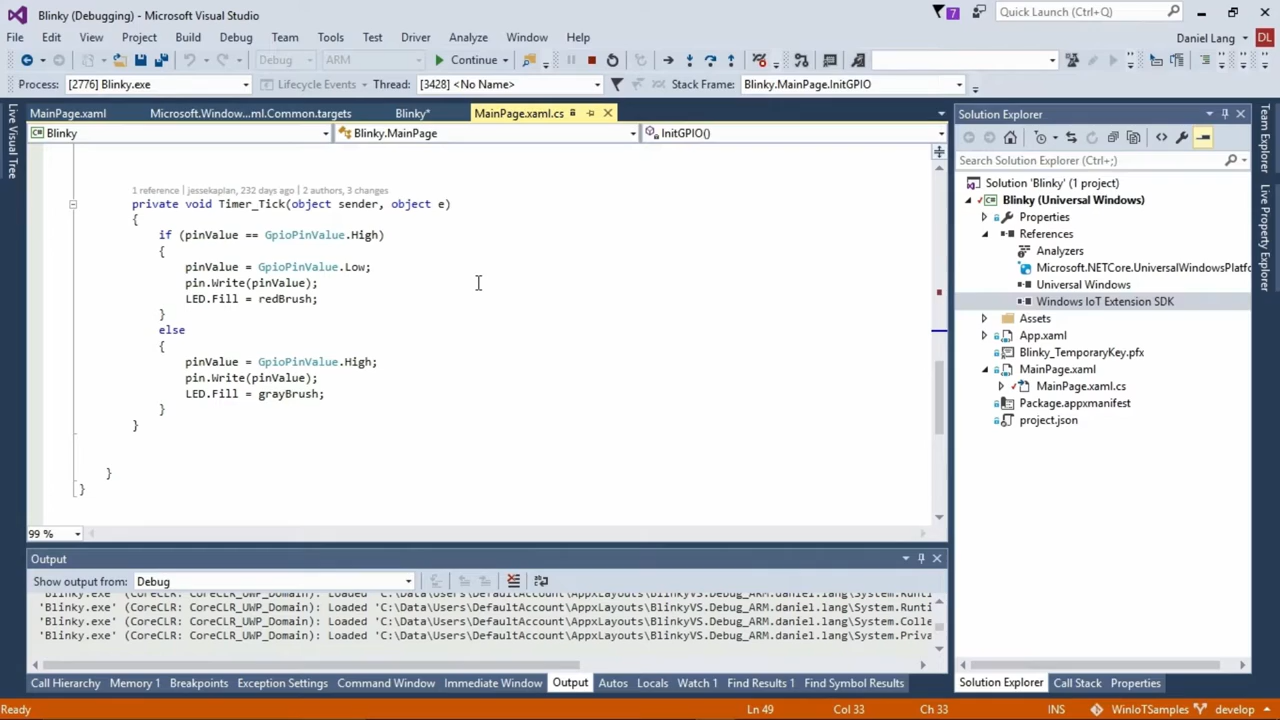 Blinky (Debugging) - Microsoft Visual Studio
7
Quick Launch (Ctrl+Q)
File Edit View Project Build Debug Team Tools Test Driver Analyze Window Help
Daniel Lang DL
Debug ARM Continue
Process: [2776] Blinky.exe Lifecycle Events Thread: [3428] <No Name> Stack Frame: Blinky.MainPage.InitGPIO
MainPage.xaml Microsoft.Window...ml.Common.targets Blinky* MainPage.xaml.cs
Blinky Blinky.MainPage InitGPIO()
Live Visual Tree
1 reference | jessekaplan, 232 days ago | 2 authors, 3 changes
private void Timer_Tick(object sender, object e)
{
if (pinValue == GpioPinValue.High)
{
pinValue = GpioPinValue.Low;
pin.Write(pinValue);
LED.Fill = redBrush;
}
else
{
pinValue = GpioPinValue.High;
pin.Write(pinValue);
LED.Fill = grayBrush;
}
}
}
}
99 %
Solution Explorer
Search Solution Explorer (Ctrl+;)
Solution 'Blinky' (1 project)
Blinky (Universal Windows)
Properties
References
Analyzers
Microsoft.NETCore.UniversalWindowsPlatfo
Universal Windows
Windows IoT Extension SDK
Assets
App.xaml
Blinky_TemporaryKey.pfx
MainPage.xaml
MainPage.xaml.cs
Package.appxmanifest
project.json
Team Explorer
Live Property Explorer
Output
Show output from: Debug
'Blinky.exe' (CoreCLR: CoreCLR_UWP_Domain): Loaded 'C:\Data\Users\DefaultAccount\AppxLayouts\BlinkyVS.Debug_ARM.daniel.lang\System.Runti
'Blinky.exe' (CoreCLR: CoreCLR_UWP_Domain): Loaded 'C:\Data\Users\DefaultAccount\AppxLayouts\BlinkyVS.Debug_ARM.daniel.lang\System.Runti
'Blinky.exe' (CoreCLR: CoreCLR_UWP_Domain): Loaded 'C:\Data\Users\DefaultAccount\AppxLayouts\BlinkyVS.Debug_ARM.daniel.lang\System.Colle
'Blinky.exe' (CoreCLR: CoreCLR_UWP_Domain): Loaded 'C:\Data\Users\DefaultAccount\AppxLayouts\BlinkyVS.Debug_ARM.daniel.lang\System.Priva
Call Hierarchy Memory 1 Breakpoints Exception Settings Command Window Immediate Window Output Autos Locals Watch 1 Find Results 1 Find Symbol Results
Solution Explorer Call Stack Properties
Ready Ln 49 Col 33 Ch 33 INS WinIoTSamples develop